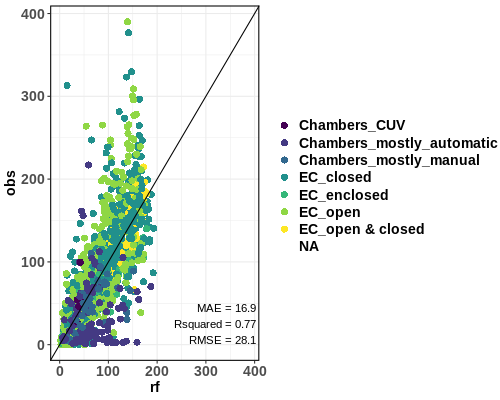 400
300
200
100
0
obs
MAE = 16.9
Rsquared = 0.77
RMSE = 28.1
0 100 200 300 400
rf
Chambers_CUV
Chambers_mostly_automatic
Chambers_mostly_manual
EC_closed
EC_enclosed
EC_open
EC_open & closed
NA